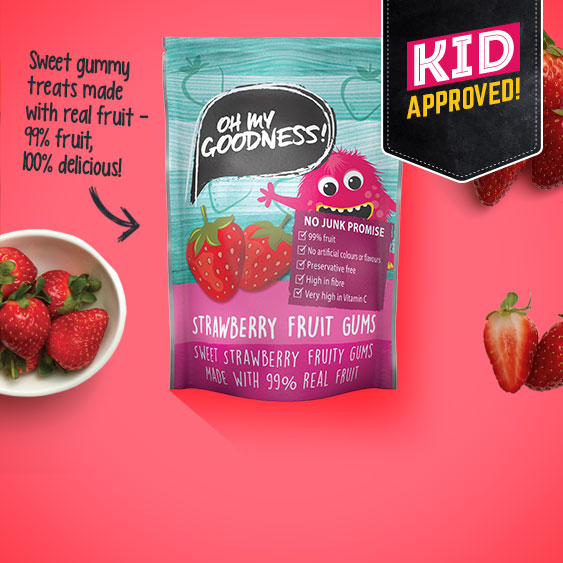 Sweet gummy
treats made
with real fruit –
99% fruit,
100% delicious!
KID
APPROVED!
OH MY
GOODNESS!
NO JUNK PROMISE
99% fruit
No artificial colours or flavours
Preservative free
High in fibre
Very high in Vitamin C
STRAWBERRY FRUIT GUMS
SWEET STRAWBERRY FRUITY GUMS
MADE WITH 99% REAL FRUIT